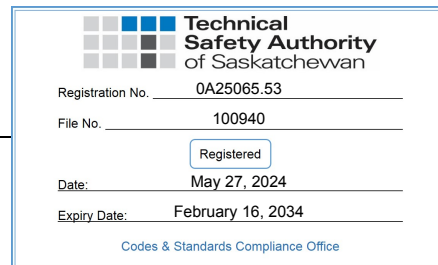 Technical
Safety Authority
of Saskatchewan
Registration No. 0A25065.53
File No. 100940
Registered
Date: May 27, 2024
Expiry Date: February 16, 2034
Codes & Standards Compliance Office